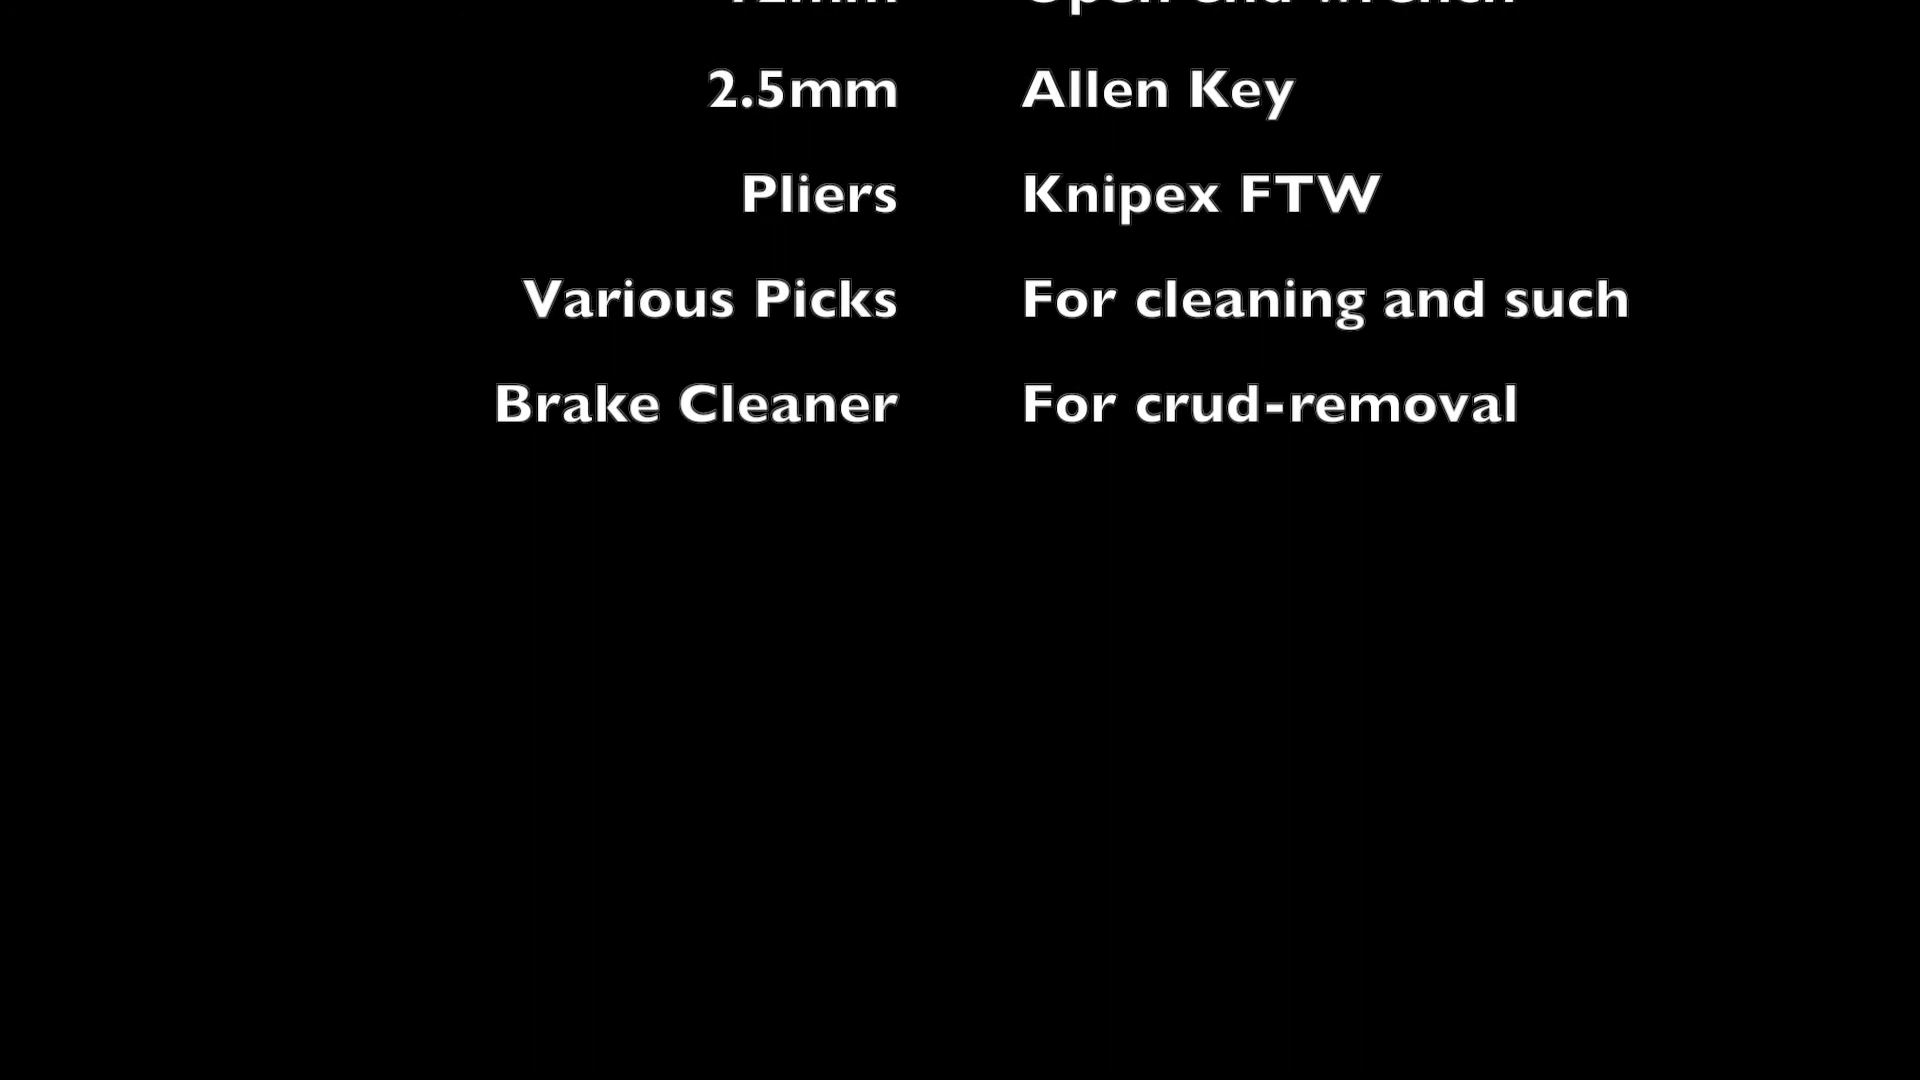 2.5mm Allen Key
Pliers Knipex FTW
Various Picks For cleaning and such
Brake Cleaner For crud-removal